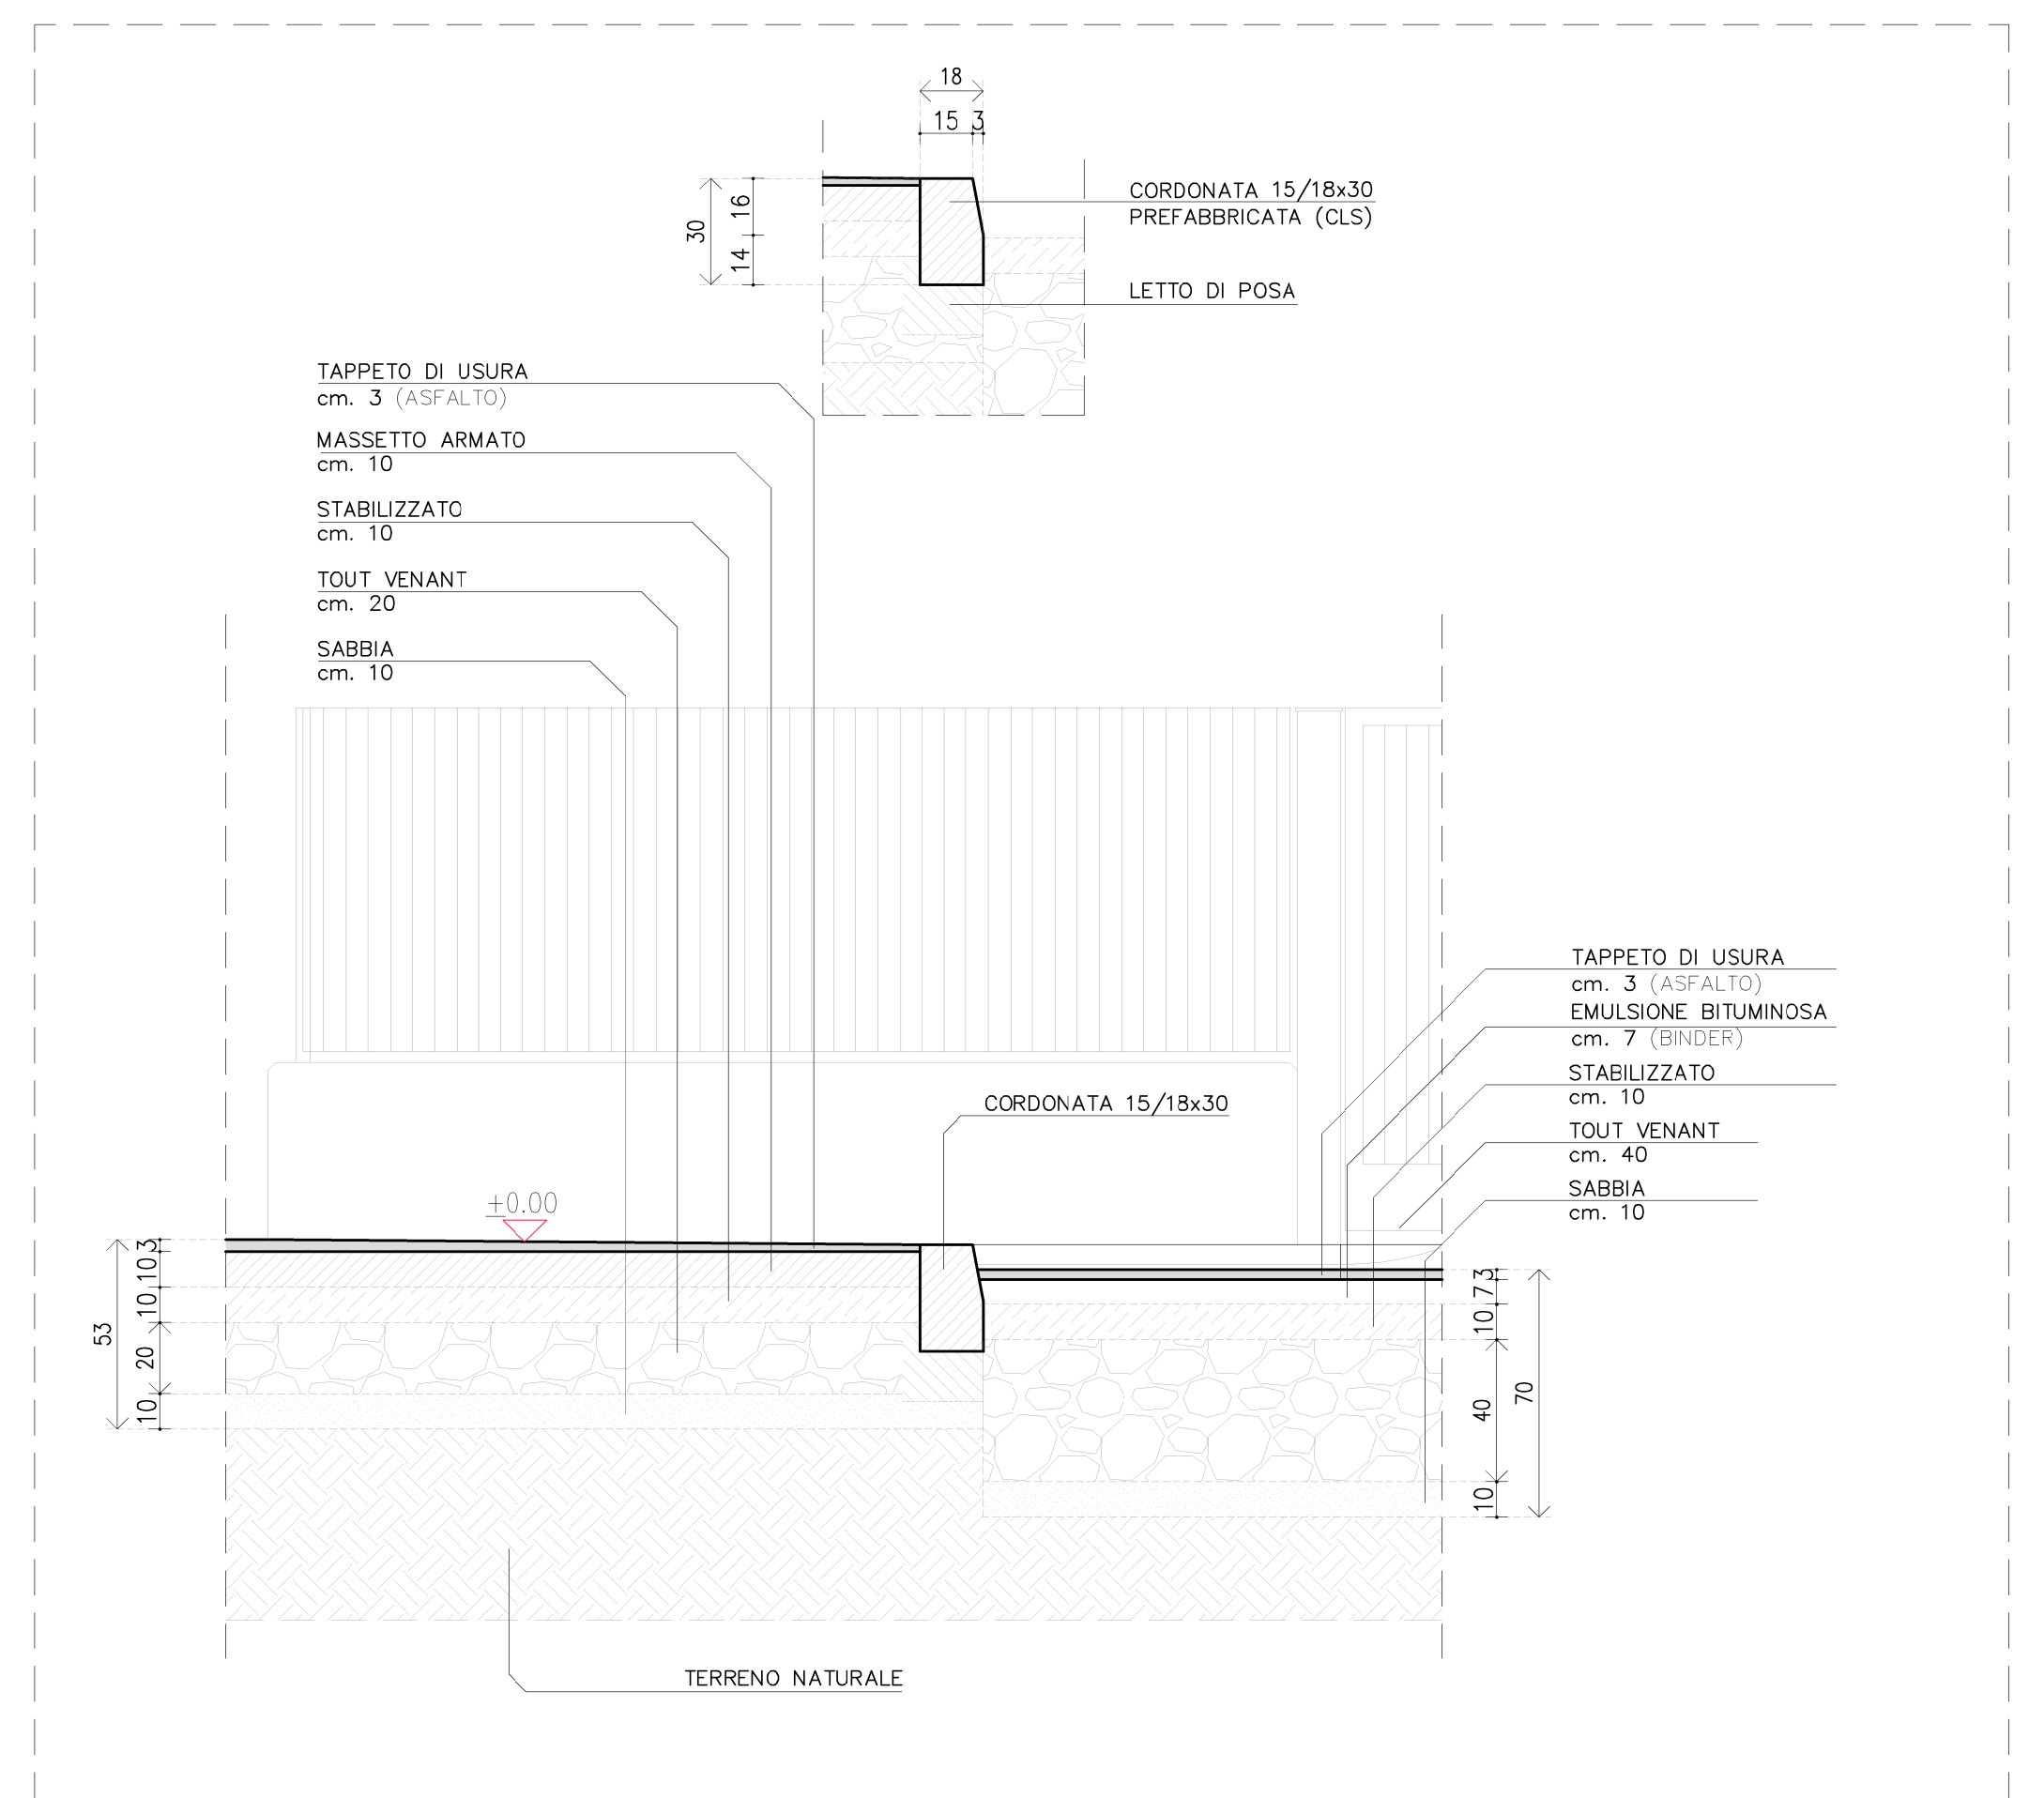 18
15 3
30
16
14
CORDONATA 15/18x30
PREFABBRICATA (CLS)
LETTO DI POSA
TAPPETO DI USURA
cm. 3 (ASFALTO)
MASSETTO ARMATO
cm. 10
STABILIZZATO
cm. 10
TOUT VENANT
cm. 20
SABBIA
cm. 10
TAPPETO DI USURA
cm. 3 (ASFALTO)
EMULSIONE BITUMINOSA
cm. 7 (BINDER)
STABILIZZATO
cm. 10
TOUT VENANT
cm. 40
SABBIA
cm. 10
CORDONATA 15/18x30
±0.00
53
3
10
10
20
10
3
7
10
40
10
70
TERRENO NATURALE